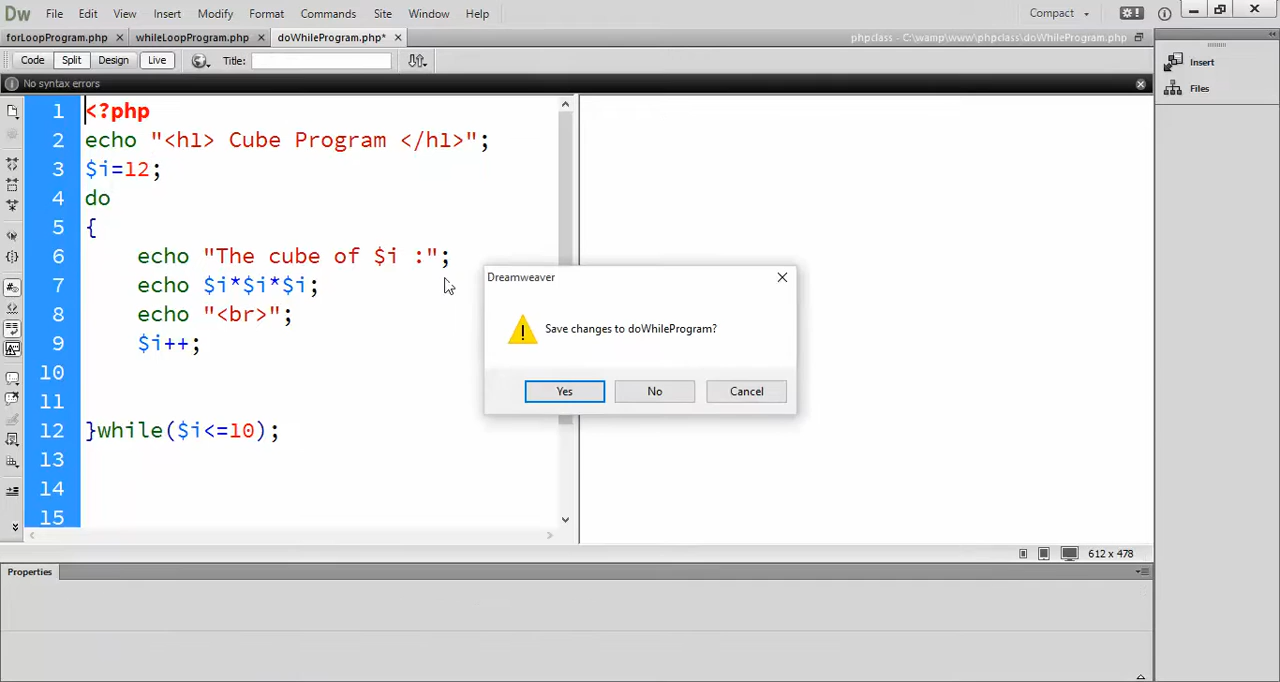 Dw File Edit View Insert Modify Format Commands Site Window Help Compact
forLoopProgram.php whileLoopProgram.php doWhileProgram.php* phpclass - C:\wamp\www\phpclass\doWhileProgram.php
Code Split Design Live Title:
No syntax errors
Insert
Files
1 <?php
2 echo "<h1> Cube Program </h1>";
3 $i=12;
4 do
5 {
6 echo "The cube of $i :";
7 echo $i*$i*$i;
8 echo "<br>";
9 $i++;
10
11
12 }while($i<=10);
13
14
15
Dreamweaver
Save changes to doWhileProgram?
Yes No Cancel
612 x 478
Properties